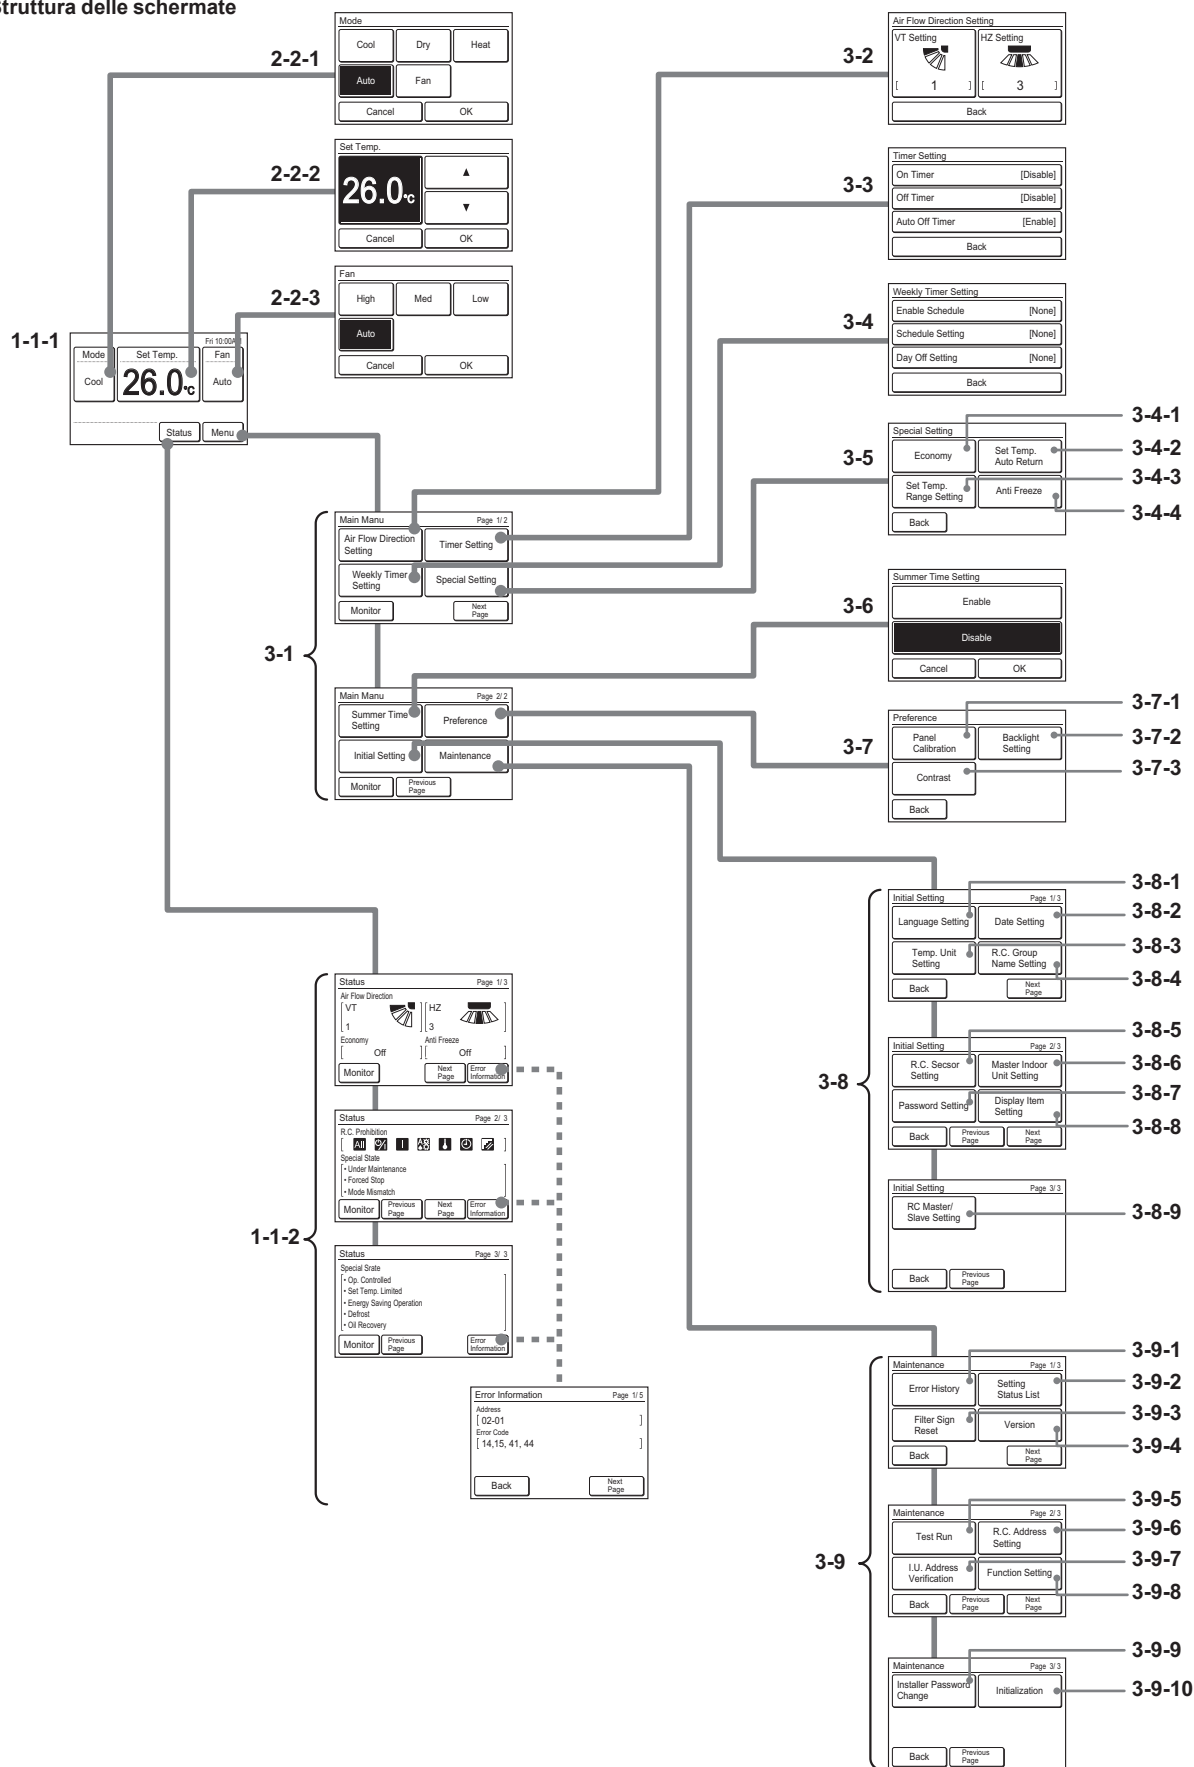 Struttura delle schermate
1-1-1
Fri 10:00A
Mode
Set Temp.
Fan
Cool
26.0°C
Auto
Status
Menu
2-2-1
Mode
Cool
Dry
Heat
Auto
Fan
Cancel
OK
2-2-2
Set Temp.
26.0°C
▲
▼
Cancel
OK
2-2-3
Fan
High
Med
Low
Auto
Cancel
OK
3-1
Main Manu
Page 1/ 2
Air Flow Direction
Setting
Timer Setting
Weekly Timer
Setting
Special Setting
Monitor
Next
Page
Main Manu
Page 2/ 2
Summer Time
Setting
Preference
Initial Setting
Maintenance
Monitor
Previous
Page
1-1-2
Status
Page 1/ 3
Air Flow Direction
[ VT
1 ]
[ HZ
3 ]
Economy
[ Off ]
Anti Freeze
[ Off ]
Monitor
Next
Page
Error
Information
Status
Page 2/ 3
R.C. Prohibition
[ All ]
Special State
• Under Maintenance
• Forced Stop
• Mode Mismatch
Monitor
Previous
Page
Next
Page
Error
Information
Status
Page 3/ 3
Special Srate
• Op. Controlled
• Set Temp. Limited
• Energy Saving Operation
• Defrost
• Oil Recovery
Monitor
Previous
Page
Error
Information
Error Information
Page 1/ 5
Address
[ 02-01 ]
Error Code
[ 14,15, 41, 44 ]
Back
Next
Page
3-2
Air Flow Direction Setting
VT Setting
HZ Setting
[ 1 ]
[ 3 ]
Back
3-3
Timer Setting
On Timer [Disable]
Off Timer [Disable]
Auto Off Timer [Enable]
Back
3-4
Weekly Timer Setting
Enable Schedule [None]
Schedule Setting [None]
Day Off Setting [None]
Back
3-5
Special Setting
Economy
Set Temp.
Auto Return
Set Temp.
Range Setting
Anti Freeze
Back
3-4-1
3-4-2
3-4-3
3-4-4
3-6
Summer Time Setting
Enable
Disable
Cancel
OK
3-7
Preference
Panel
Calibration
Backlight
Setting
Contrast
Back
3-7-1
3-7-2
3-7-3
3-8
Initial Setting
Page 1/ 3
Language Setting
Date Setting
Temp. Unit
Setting
R.C. Group
Name Setting
Back
Next
Page
3-8-1
3-8-2
3-8-3
3-8-4
Initial Setting
Page 2/ 3
R.C. Secsor
Setting
Master Indoor
Unit Setting
Password Setting
Display Item
Setting
Back
Previous
Page
Next
Page
3-8-5
3-8-6
3-8-7
3-8-8
Initial Setting
Page 3/ 3
RC Master/
Slave Setting
Back
Previous
Page
3-8-9
3-9
Maintenance
Page 1/ 3
Error History
Setting
Status List
Filter Sign
Reset
Version
Back
Next
Page
3-9-1
3-9-2
3-9-3
3-9-4
Maintenance
Page 2/ 3
Test Run
R.C. Address
Setting
I.U. Address
Verification
Function Setting
Back
Previous
Page
Next
Page
3-9-5
3-9-6
3-9-7
3-9-8
Maintenance
Page 3/ 3
Installer Password
Change
Initialization
Back
Previous
Page
3-9-9
3-9-10